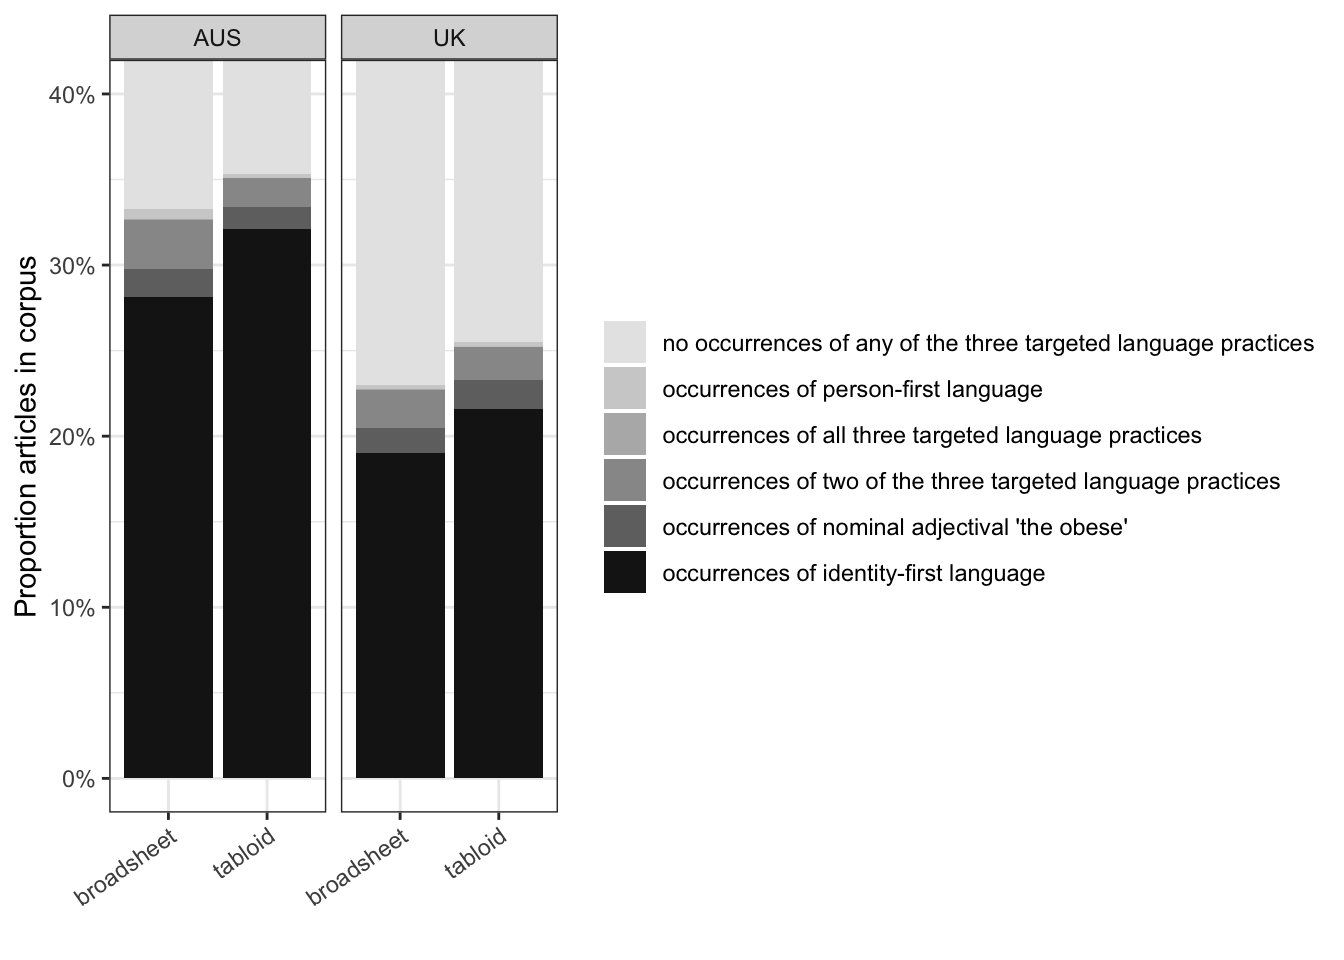 AUS
UK
40%
30%
20%
10%
0%
Proportion articles in corpus
broadsheet
tabloid
broadsheet
tabloid
no occurrences of any of the three targeted language practices
occurrences of person-first language
occurrences of all three targeted language practices
occurrences of two of the three targeted language practices
occurrences of nominal adjectival 'the obese'
occurrences of identity-first language